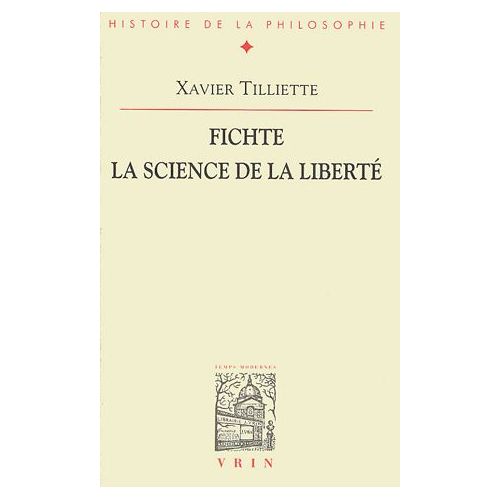 HISTOIRE DE LA PHILOSOPHIE
XAVIER TILLIETTE
FICHTE
LA SCIENCE DE LA LIBERTÉ
TEMPS MODERNES
VRIN